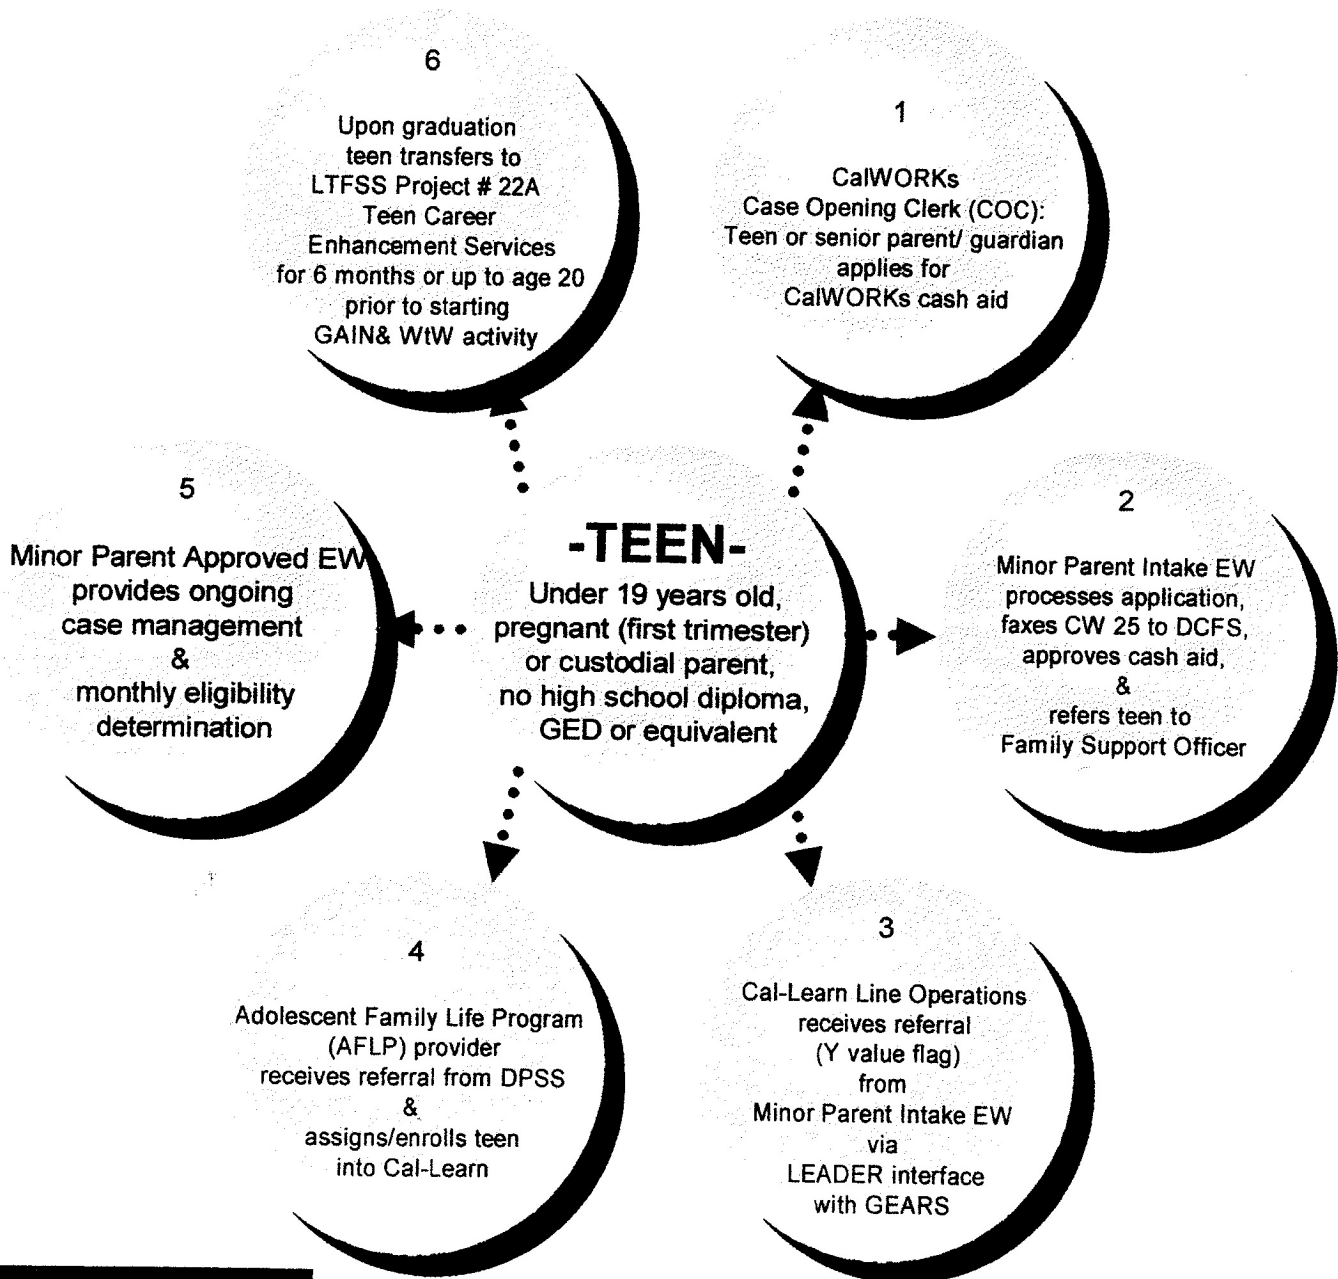 6
Upon graduation
teen transfers to
LTFSS Project # 22A
Teen Career
Enhancement Services
for 6 months or up to age 20
prior to starting
GAIN& WtW activity
1
CalWORKs
Case Opening Clerk (COC):
Teen or senior parent/ guardian
applies for
CalWORKs cash aid
5
Minor Parent Approved EW
provides ongoing
case management
&
monthly eligibility
determination
-TEEN-
Under 19 years old,
pregnant (first trimester)
or custodial parent,
no high school diploma,
GED or equivalent
2
Minor Parent Intake EW
processes application,
faxes CW 25 to DCFS,
approves cash aid,
&
refers teen to
Family Support Officer
4
Adolescent Family Life Program
(AFLP) provider
receives referral from DPSS
&
assigns/enrolls teen
into Cal-Learn
3
Cal-Learn Line Operations
receives referral
(Y value flag)
from
Minor Parent Intake EW
via
LEADER interface
with GEARS